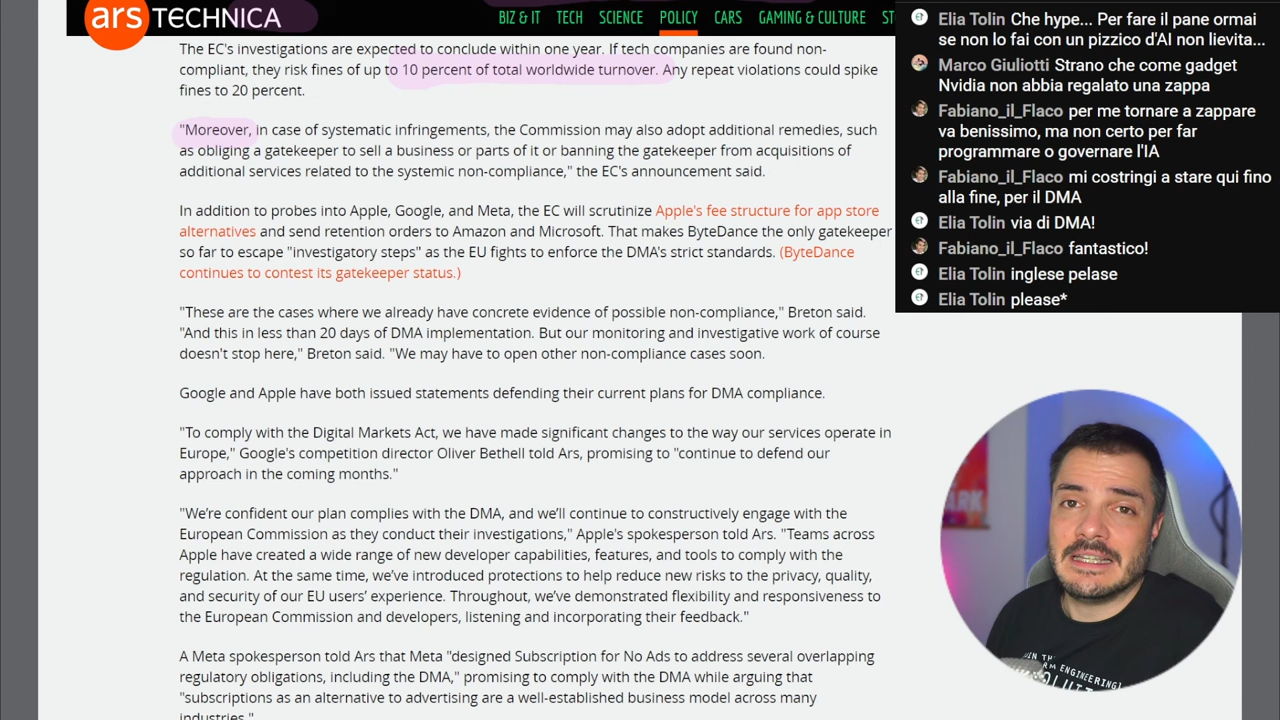 ars TECHNICA
BIZ & IT TECH SCIENCE POLICY CARS GAMING & CULTURE ST
The EC's investigations are expected to conclude within one year. If tech companies are found non-
compliant, they risk fines of up to 10 percent of total worldwide turnover. Any repeat violations could spike
fines to 20 percent.
"Moreover, in case of systematic infringements, the Commission may also adopt additional remedies, such
as obliging a gatekeeper to sell a business or parts of it or banning the gatekeeper from acquisitions of
additional services related to the systemic non-compliance," the EC's announcement said.
In addition to probes into Apple, Google, and Meta, the EC will scrutinize Apple's fee structure for app store
alternatives and send retention orders to Amazon and Microsoft. That makes ByteDance the only gatekeeper
so far to escape "investigatory steps" as the EU fights to enforce the DMA's strict standards. (ByteDance
continues to contest its gatekeeper status.)
"These are the cases where we already have concrete evidence of possible non-compliance," Breton said.
"And this in less than 20 days of DMA implementation. But our monitoring and investigative work of course
doesn't stop here," Breton said. "We may have to open other non-compliance cases soon.
Google and Apple have both issued statements defending their current plans for DMA compliance.
"To comply with the Digital Markets Act, we have made significant changes to the way our services operate in
Europe," Google's competition director Oliver Bethell told Ars, promising to "continue to defend our
approach in the coming months."
"We're confident our plan complies with the DMA, and we'll continue to constructively engage with the
European Commission as they conduct their investigations," Apple's spokesperson told Ars. "Teams across
Apple have created a wide range of new developer capabilities, features, and tools to comply with the
regulation. At the same time, we've introduced protections to help reduce new risks to the privacy, quality,
and security of our EU users' experience. Throughout, we've demonstrated flexibility and responsiveness to
the European Commission and developers, listening and incorporating their feedback."
A Meta spokesperson told Ars that Meta "designed Subscription for No Ads to address several overlapping
regulatory obligations, including the DMA," promising to comply with the DMA while arguing that
"subscriptions as an alternative to advertising are a well-established business model across many
industries."
Elia Tolin Che hype... Per fare il pane ormai
se non lo fai con un pizzico d'AI non lievita...
Marco Giuliotti Strano che come gadget
Nvidia non abbia regalato una zappa
Fabiano_il_Flaco per me tornare a zappare
va benissimo, ma non certo per far
programmare o governare l'IA
Fabiano_il_Flaco mi costringi a stare qui fino
alla fine, per il DMA
Elia Tolin via di DMA!
Fabiano_il_Flaco fantastico!
Elia Tolin inglese pelase
Elia Tolin please*